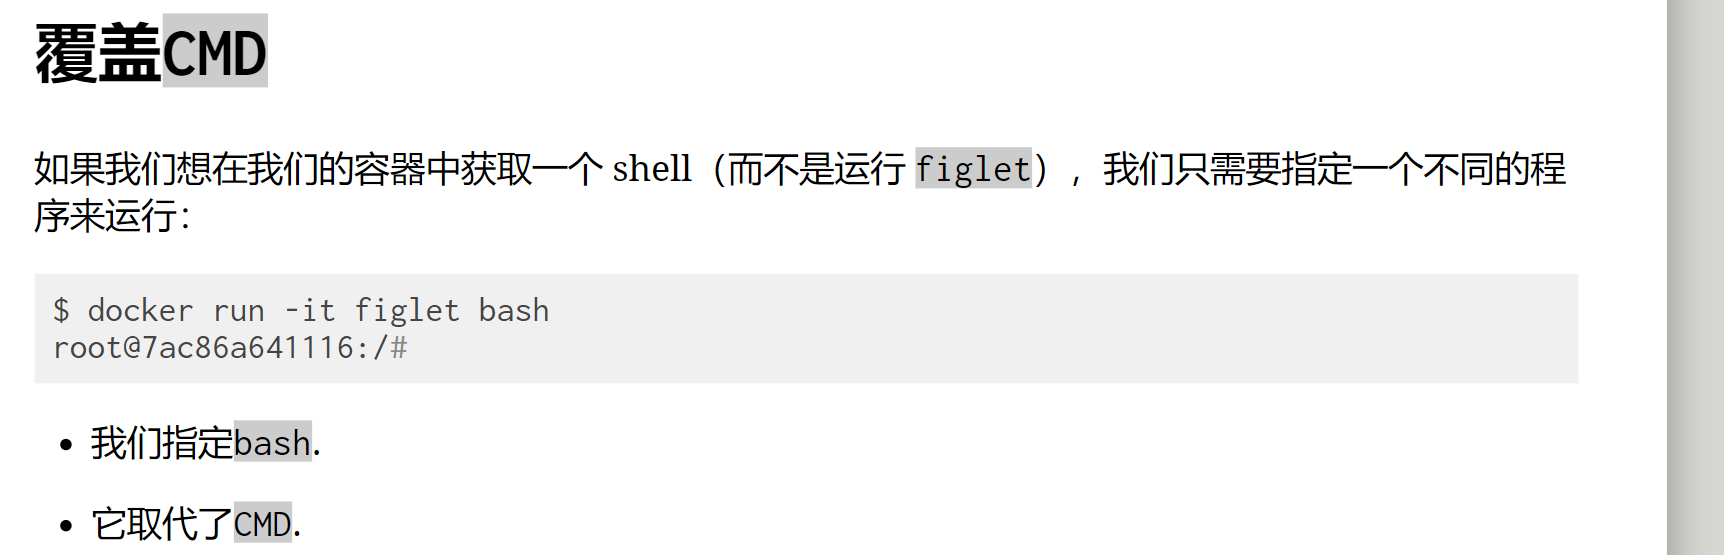 覆盖CMD
如果我们想在我们的容器中获取一个 shell（而不是运行 figlet），我们只需要指定一个不同的程
序来运行：
$ docker run -it figlet bash
root@7ac86a641116:/#
• 我们指定bash.
• 它取代了CMD.